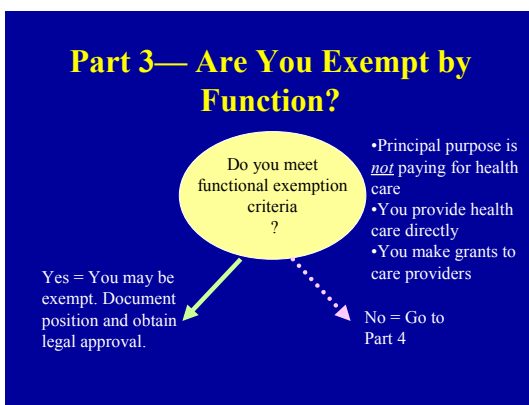 Part 3— Are You Exempt by
Function?
Do you meet
functional exemption
criteria
?
•Principal purpose is
not paying for health
care
•You provide health
care directly
•You make grants to
care providers
Yes = You may be
exempt. Document
position and obtain
legal approval.
No = Go to
Part 4